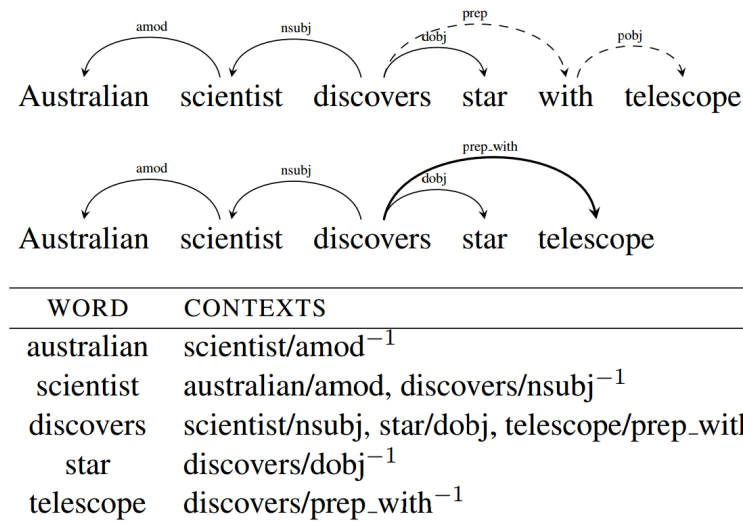 amod nsubj dobj prep pobj
Australian scientist discovers star with telescope
amod nsubj dobj prep_with
Australian scientist discovers star telescope
WORD CONTEXTS
australian scientist/amod⁻¹
scientist australian/amod, discovers/nsubj⁻¹
discovers scientist/nsubj, star/dobj, telescope/prep_with
star discovers/dobj⁻¹
telescope discovers/prep_with⁻¹